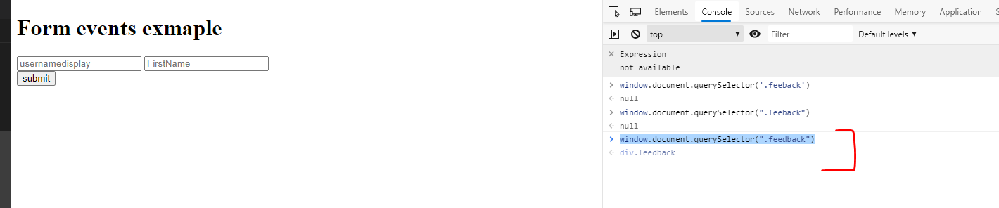 Form events exmaple
usernamedisplay FirstName
submit
Elements Console Sources Network Performance Memory Application
top Filter Default levels
Expression
not available
window.document.querySelector('.feeback')
null
window.document.querySelector(".feeback")
null
window.document.querySelector(".feedback")
div.feedback